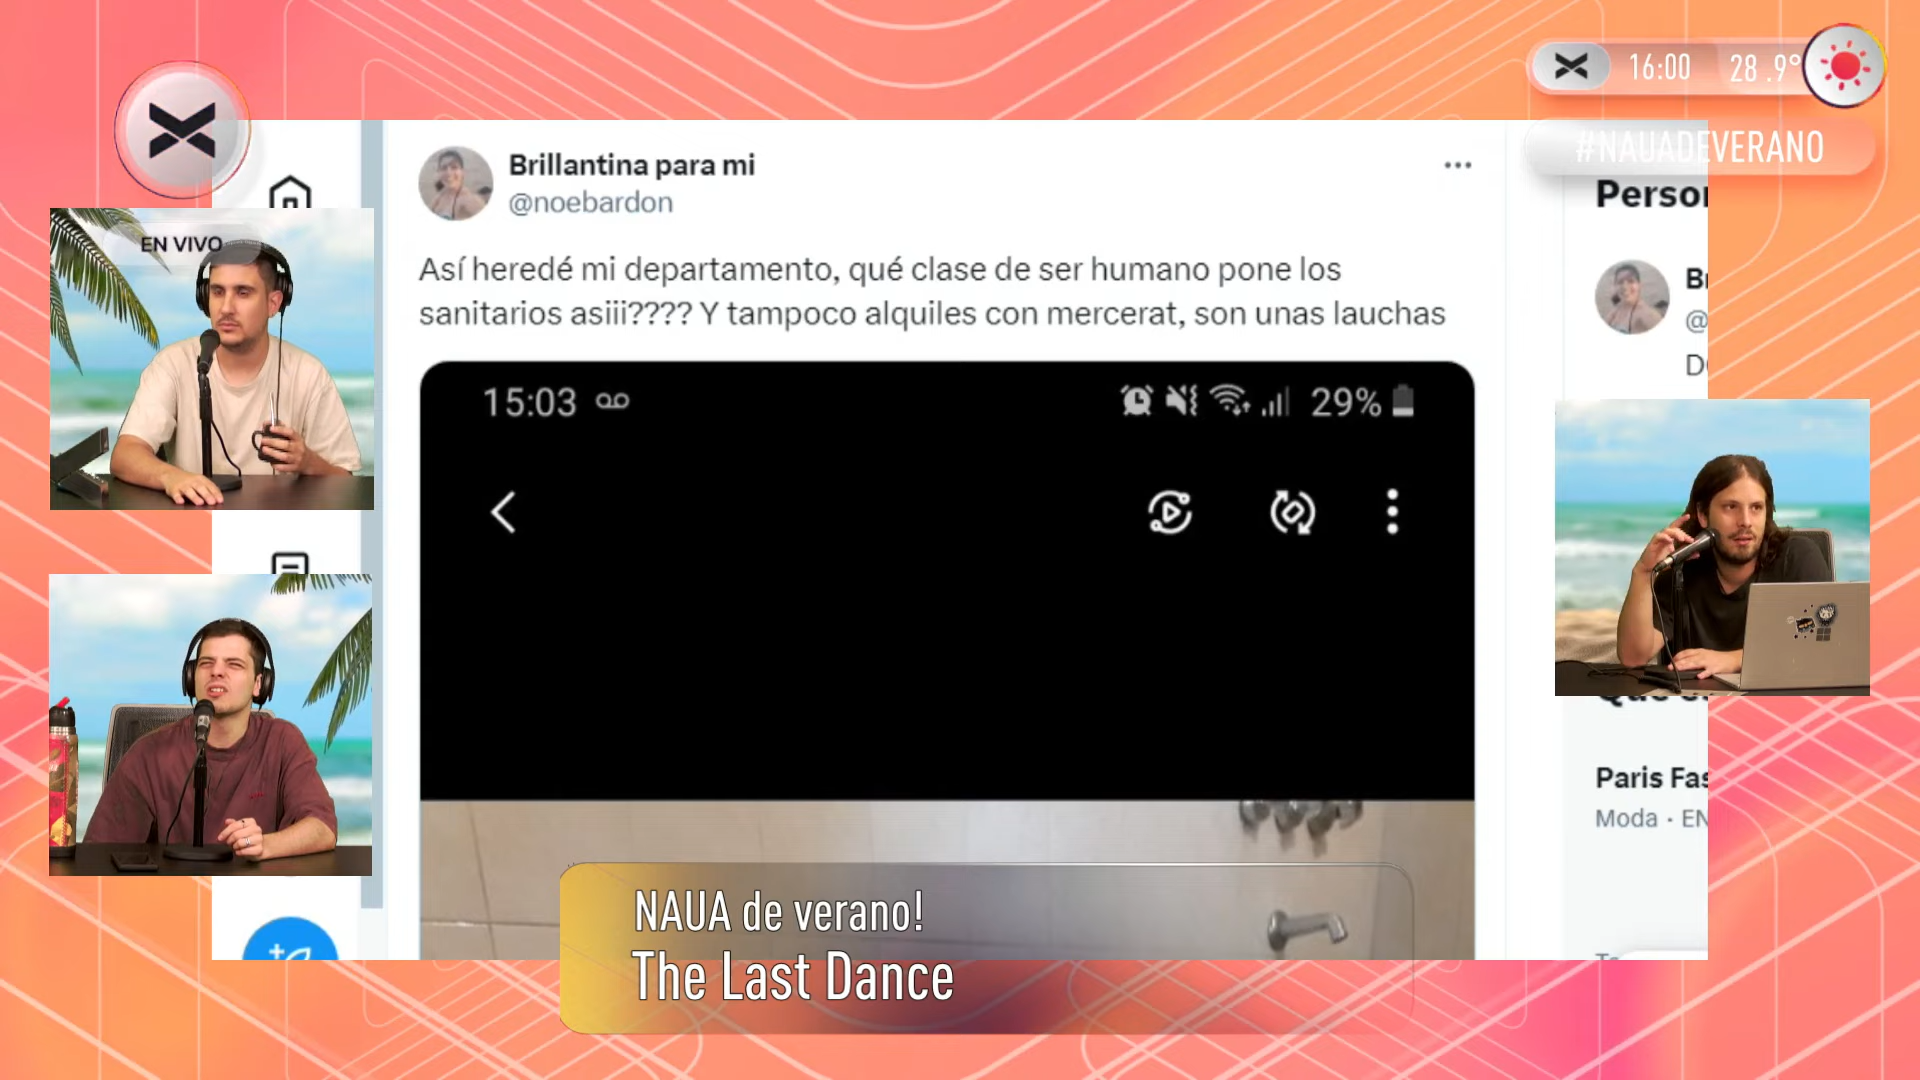 16:00 28.9°
#NAUADEVERANO
EN VIVO
Brillantina para mi
@noebardon
Así heredé mi departamento, qué clase de ser humano pone los
sanitarios asiii???? Y tampoco alquiles con mercerat, son unas lauchas
15:03 29%
Person
B
@
D
Paris Fas
Moda · EN
NAUA de verano!
The Last Dance